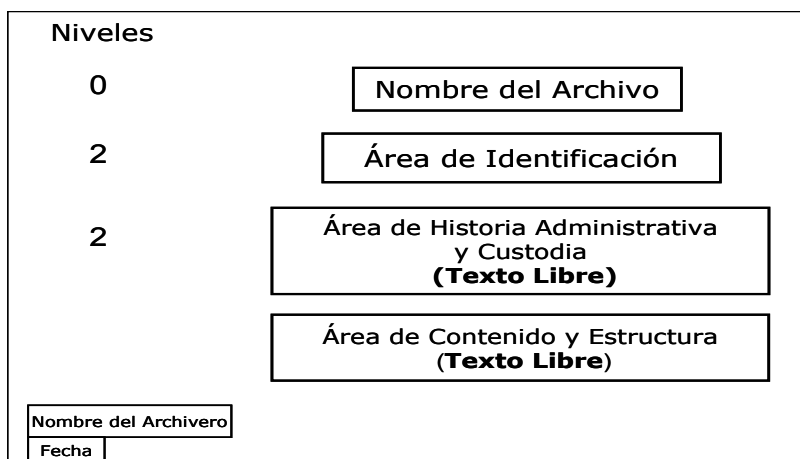 Niveles
0
Nombre del Archivo
2
Área de Identificación
2
Área de Historia Administrativa
y Custodia
(Texto Libre)
Área de Contenido y Estructura
(Texto Libre)
Nombre del Archivero
Fecha